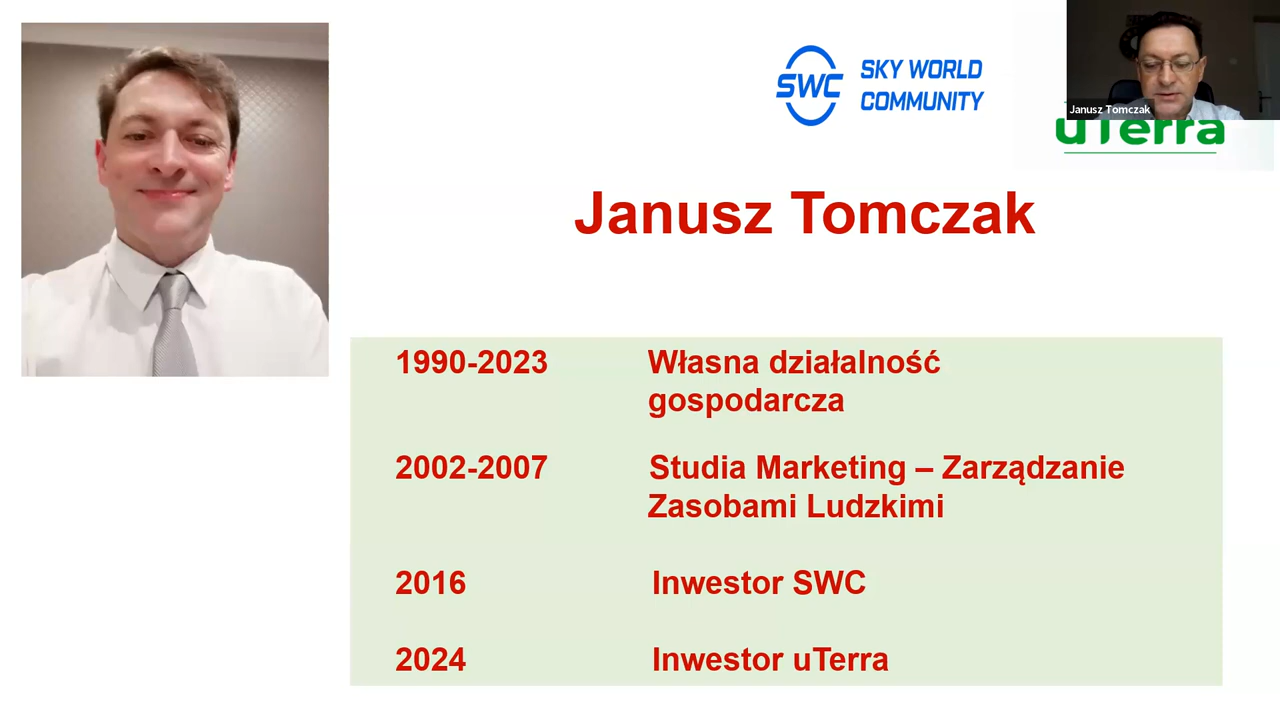 SWC
SKY WORLD
COMMUNITY
Janusz Tomczak
uTerra
Janusz Tomczak
1990-2023 Własna działalność
gospodarcza
2002-2007 Studia Marketing – Zarządzanie
Zasobami Ludzkimi
2016 Inwestor SWC
2024 Inwestor uTerra